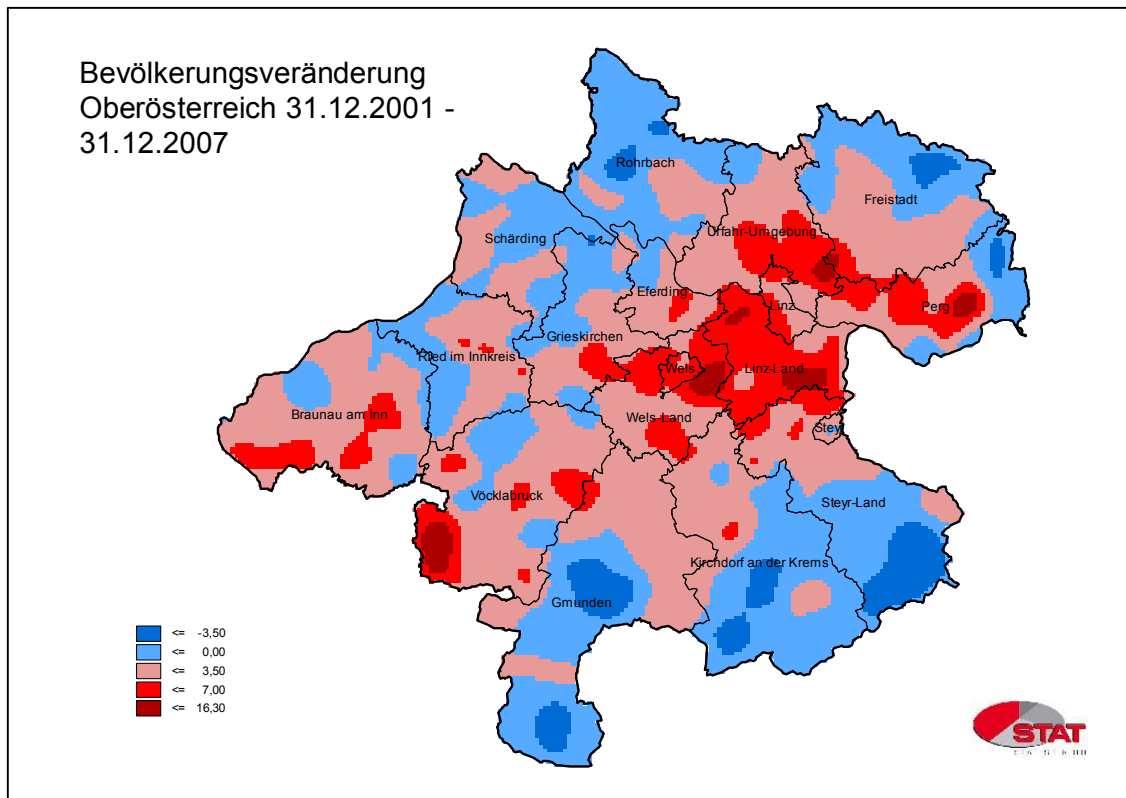 Bevölkerungsveränderung
Oberösterreich 31.12.2001 -
31.12.2007
Rohrbach
Freistadt
Urfahr-Umgebung
Schärding
Eferding
Linz
Perg
Grieskirchen
Ried im Innkreis
Wels
Linz-Land
Braunau am Inn
Wels-Land
Stey
Vöcklabruck
Steyr-Land
Kirchdorf an der Krems
Gmunden
<= -3,50
<= 0,00
<= 3,50
<= 7,00
<= 16,30
STAT